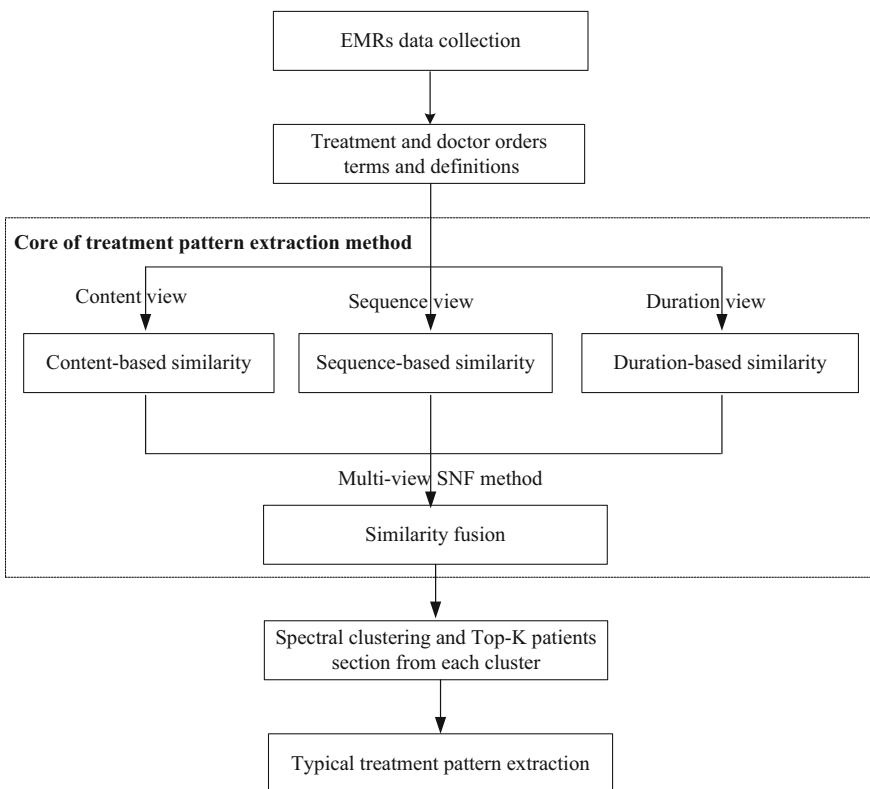 EMRs data collection
Treatment and doctor orders
terms and definitions
Core of treatment pattern extraction method
Content view
Sequence view
Duration view
Content-based similarity
Sequence-based similarity
Duration-based similarity
Multi-view SNF method
Similarity fusion
Spectral clustering and Top-K patients
section from each cluster
Typical treatment pattern extraction